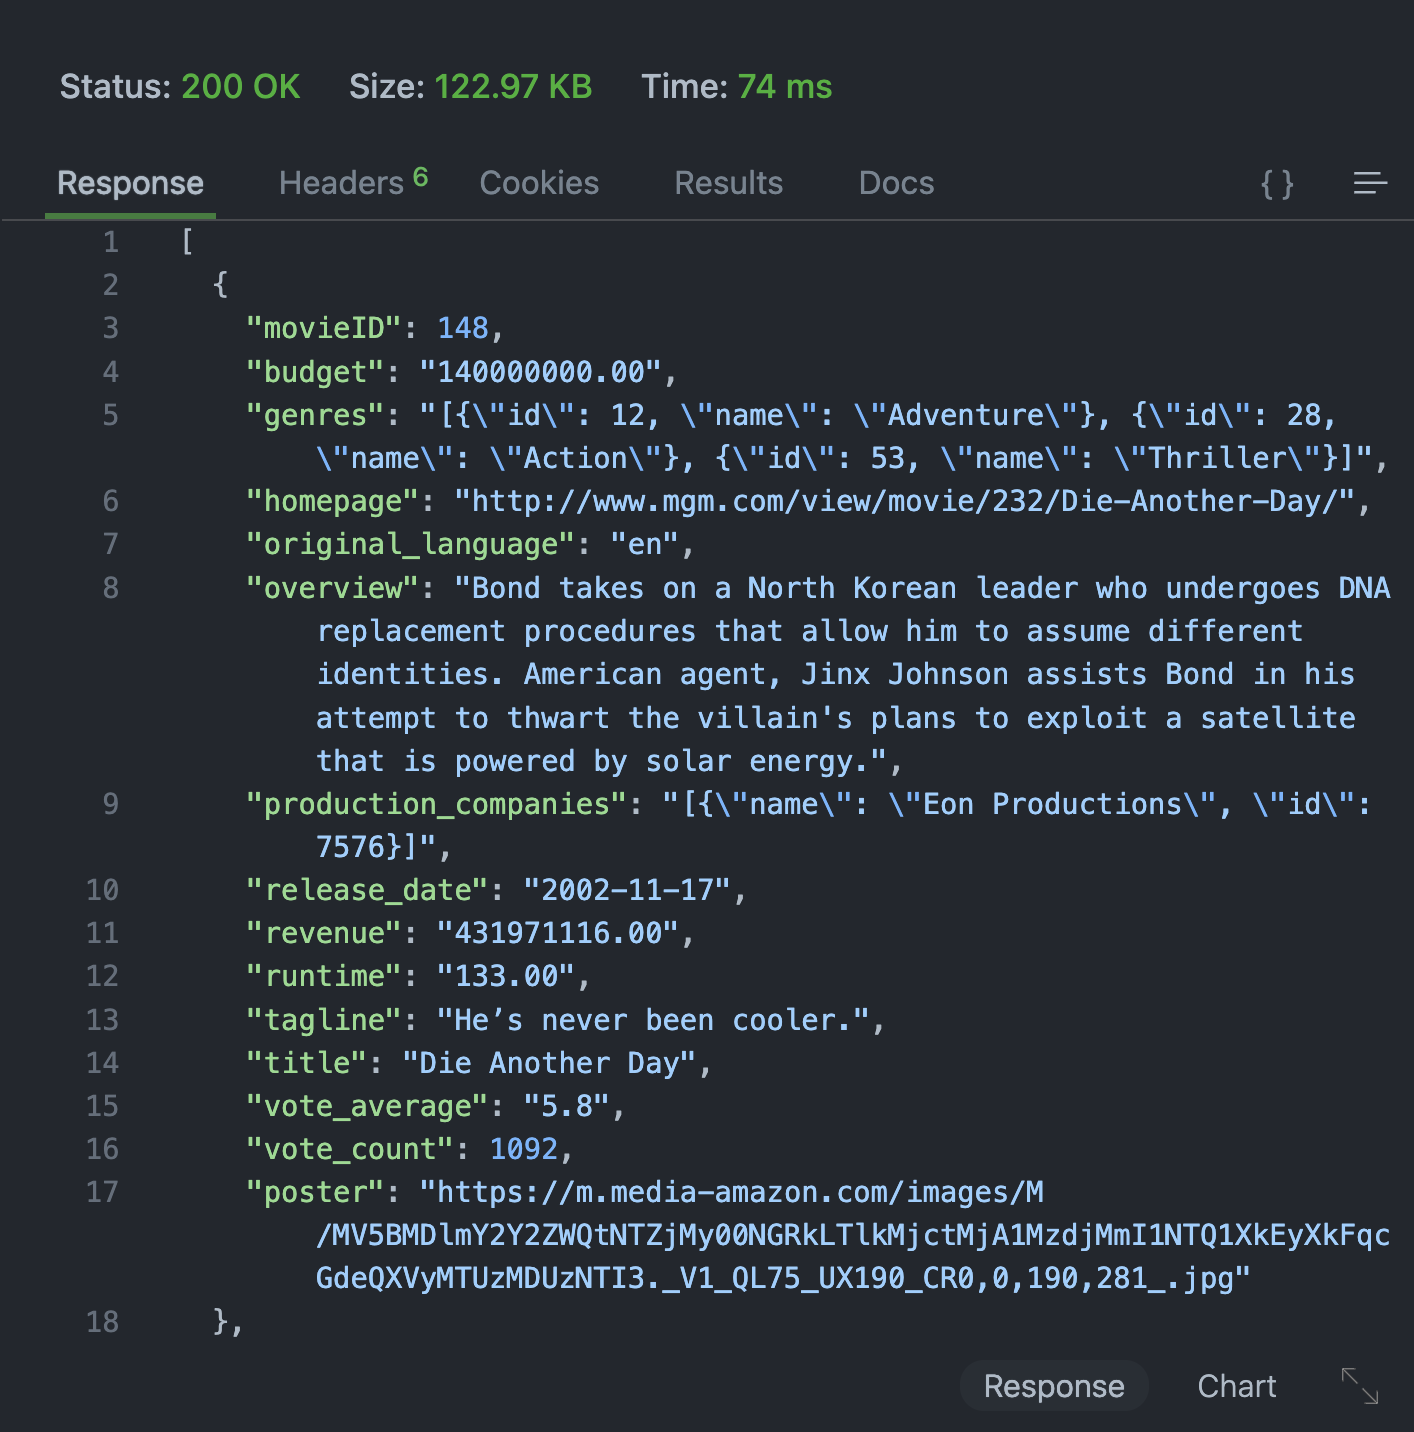 Status: 200 OK Size: 122.97 KB Time: 74 ms
Response Headers 6 Cookies Results Docs { }
1 [
2 {
3 "movieID": 148,
4 "budget": "140000000.00",
5 "genres": "[{\"id\": 12, \"name\": \"Adventure\"}, {\"id\": 28,
\"name\": \"Action\"}, {\"id\": 53, \"name\": \"Thriller\"}]",
6 "homepage": "http://www.mgm.com/view/movie/232/Die-Another-Day/",
7 "original_language": "en",
8 "overview": "Bond takes on a North Korean leader who undergoes DNA
replacement procedures that allow him to assume different
identities. American agent, Jinx Johnson assists Bond in his
attempt to thwart the villain's plans to exploit a satellite
that is powered by solar energy.",
9 "production_companies": "[{\"name\": \"Eon Productions\", \"id\":
7576}]",
10 "release_date": "2002-11-17",
11 "revenue": "431971116.00",
12 "runtime": "133.00",
13 "tagline": "He’s never been cooler.",
14 "title": "Die Another Day",
15 "vote_average": "5.8",
16 "vote_count": 1092,
17 "poster": "https://m.media-amazon.com/images/M
/MV5BMDlmY2Y2ZWQtNTZjMy00NGRkLTlkMjctMjA1MzdjMmI1NTQ1XkEyXkFqc
GdeQXVyMTUzMDUzNTI3._V1_QL75_UX190_CR0,0,190,281_.jpg"
18 },
Response Chart